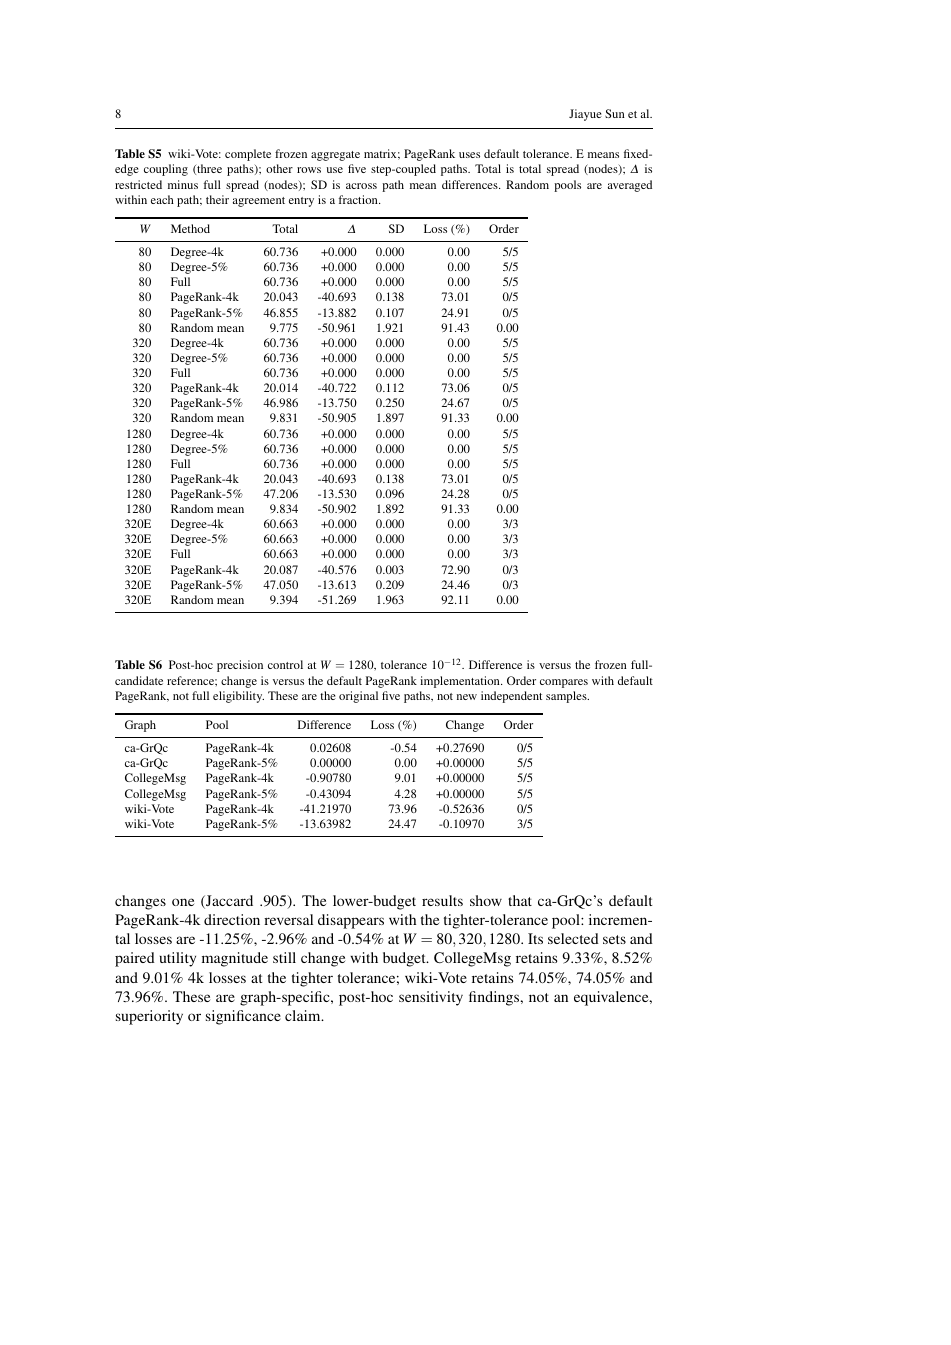 8 Jiayue Sun et al.
Table S5 wiki-Vote: complete frozen aggregate matrix; PageRank uses default tolerance. E means fixed-
edge coupling (three paths); other rows use five step-coupled paths. Total is total spread (nodes); Δ is
restricted minus full spread (nodes); SD is across path mean differences. Random pools are averaged
within each path; their agreement entry is a fraction.
W Method Total Δ SD Loss (%) Order
80 Degree-4k 60.736 +0.000 0.000 0.00 5/5
80 Degree-5% 60.736 +0.000 0.000 0.00 5/5
80 Full 60.736 +0.000 0.000 0.00 5/5
80 PageRank-4k 20.043 -40.693 0.138 73.01 0/5
80 PageRank-5% 46.855 -13.882 0.107 24.91 0/5
80 Random mean 9.775 -50.961 1.921 91.43 0.00
320 Degree-4k 60.736 +0.000 0.000 0.00 5/5
320 Degree-5% 60.736 +0.000 0.000 0.00 5/5
320 Full 60.736 +0.000 0.000 0.00 5/5
320 PageRank-4k 20.014 -40.722 0.112 73.06 0/5
320 PageRank-5% 46.986 -13.750 0.250 24.67 0/5
320 Random mean 9.831 -50.905 1.897 91.33 0.00
1280 Degree-4k 60.736 +0.000 0.000 0.00 5/5
1280 Degree-5% 60.736 +0.000 0.000 0.00 5/5
1280 Full 60.736 +0.000 0.000 0.00 5/5
1280 PageRank-4k 20.043 -40.693 0.138 73.01 0/5
1280 PageRank-5% 47.206 -13.530 0.096 24.28 0/5
1280 Random mean 9.834 -50.902 1.892 91.33 0.00
320E Degree-4k 60.663 +0.000 0.000 0.00 3/3
320E Degree-5% 60.663 +0.000 0.000 0.00 3/3
320E Full 60.663 +0.000 0.000 0.00 3/3
320E PageRank-4k 20.087 -40.576 0.003 72.90 0/3
320E PageRank-5% 47.050 -13.613 0.209 24.46 0/3
320E Random mean 9.394 -51.269 1.963 92.11 0.00
Table S6 Post-hoc precision control at W = 1280, tolerance 10⁻¹². Difference is versus the frozen full-
candidate reference; change is versus the default PageRank implementation. Order compares with default
PageRank, not full eligibility. These are the original five paths, not new independent samples.
Graph Pool Difference Loss (%) Change Order
ca-GrQc PageRank-4k 0.02608 -0.54 +0.27690 0/5
ca-GrQc PageRank-5% 0.00000 0.00 +0.00000 5/5
CollegeMsg PageRank-4k -0.90780 9.01 +0.00000 5/5
CollegeMsg PageRank-5% -0.43094 4.28 +0.00000 5/5
wiki-Vote PageRank-4k -41.21970 73.96 -0.52636 0/5
wiki-Vote PageRank-5% -13.63982 24.47 -0.10970 3/5
changes one (Jaccard .905). The lower-budget results show that ca-GrQc's default
PageRank-4k direction reversal disappears with the tighter-tolerance pool: incremen-
tal losses are -11.25%, -2.96% and -0.54% at W = 80, 320, 1280. Its selected sets and
paired utility magnitude still change with budget. CollegeMsg retains 9.33%, 8.52%
and 9.01% 4k losses at the tighter tolerance; wiki-Vote retains 74.05%, 74.05% and
73.96%. These are graph-specific, post-hoc sensitivity findings, not an equivalence,
superiority or significance claim.